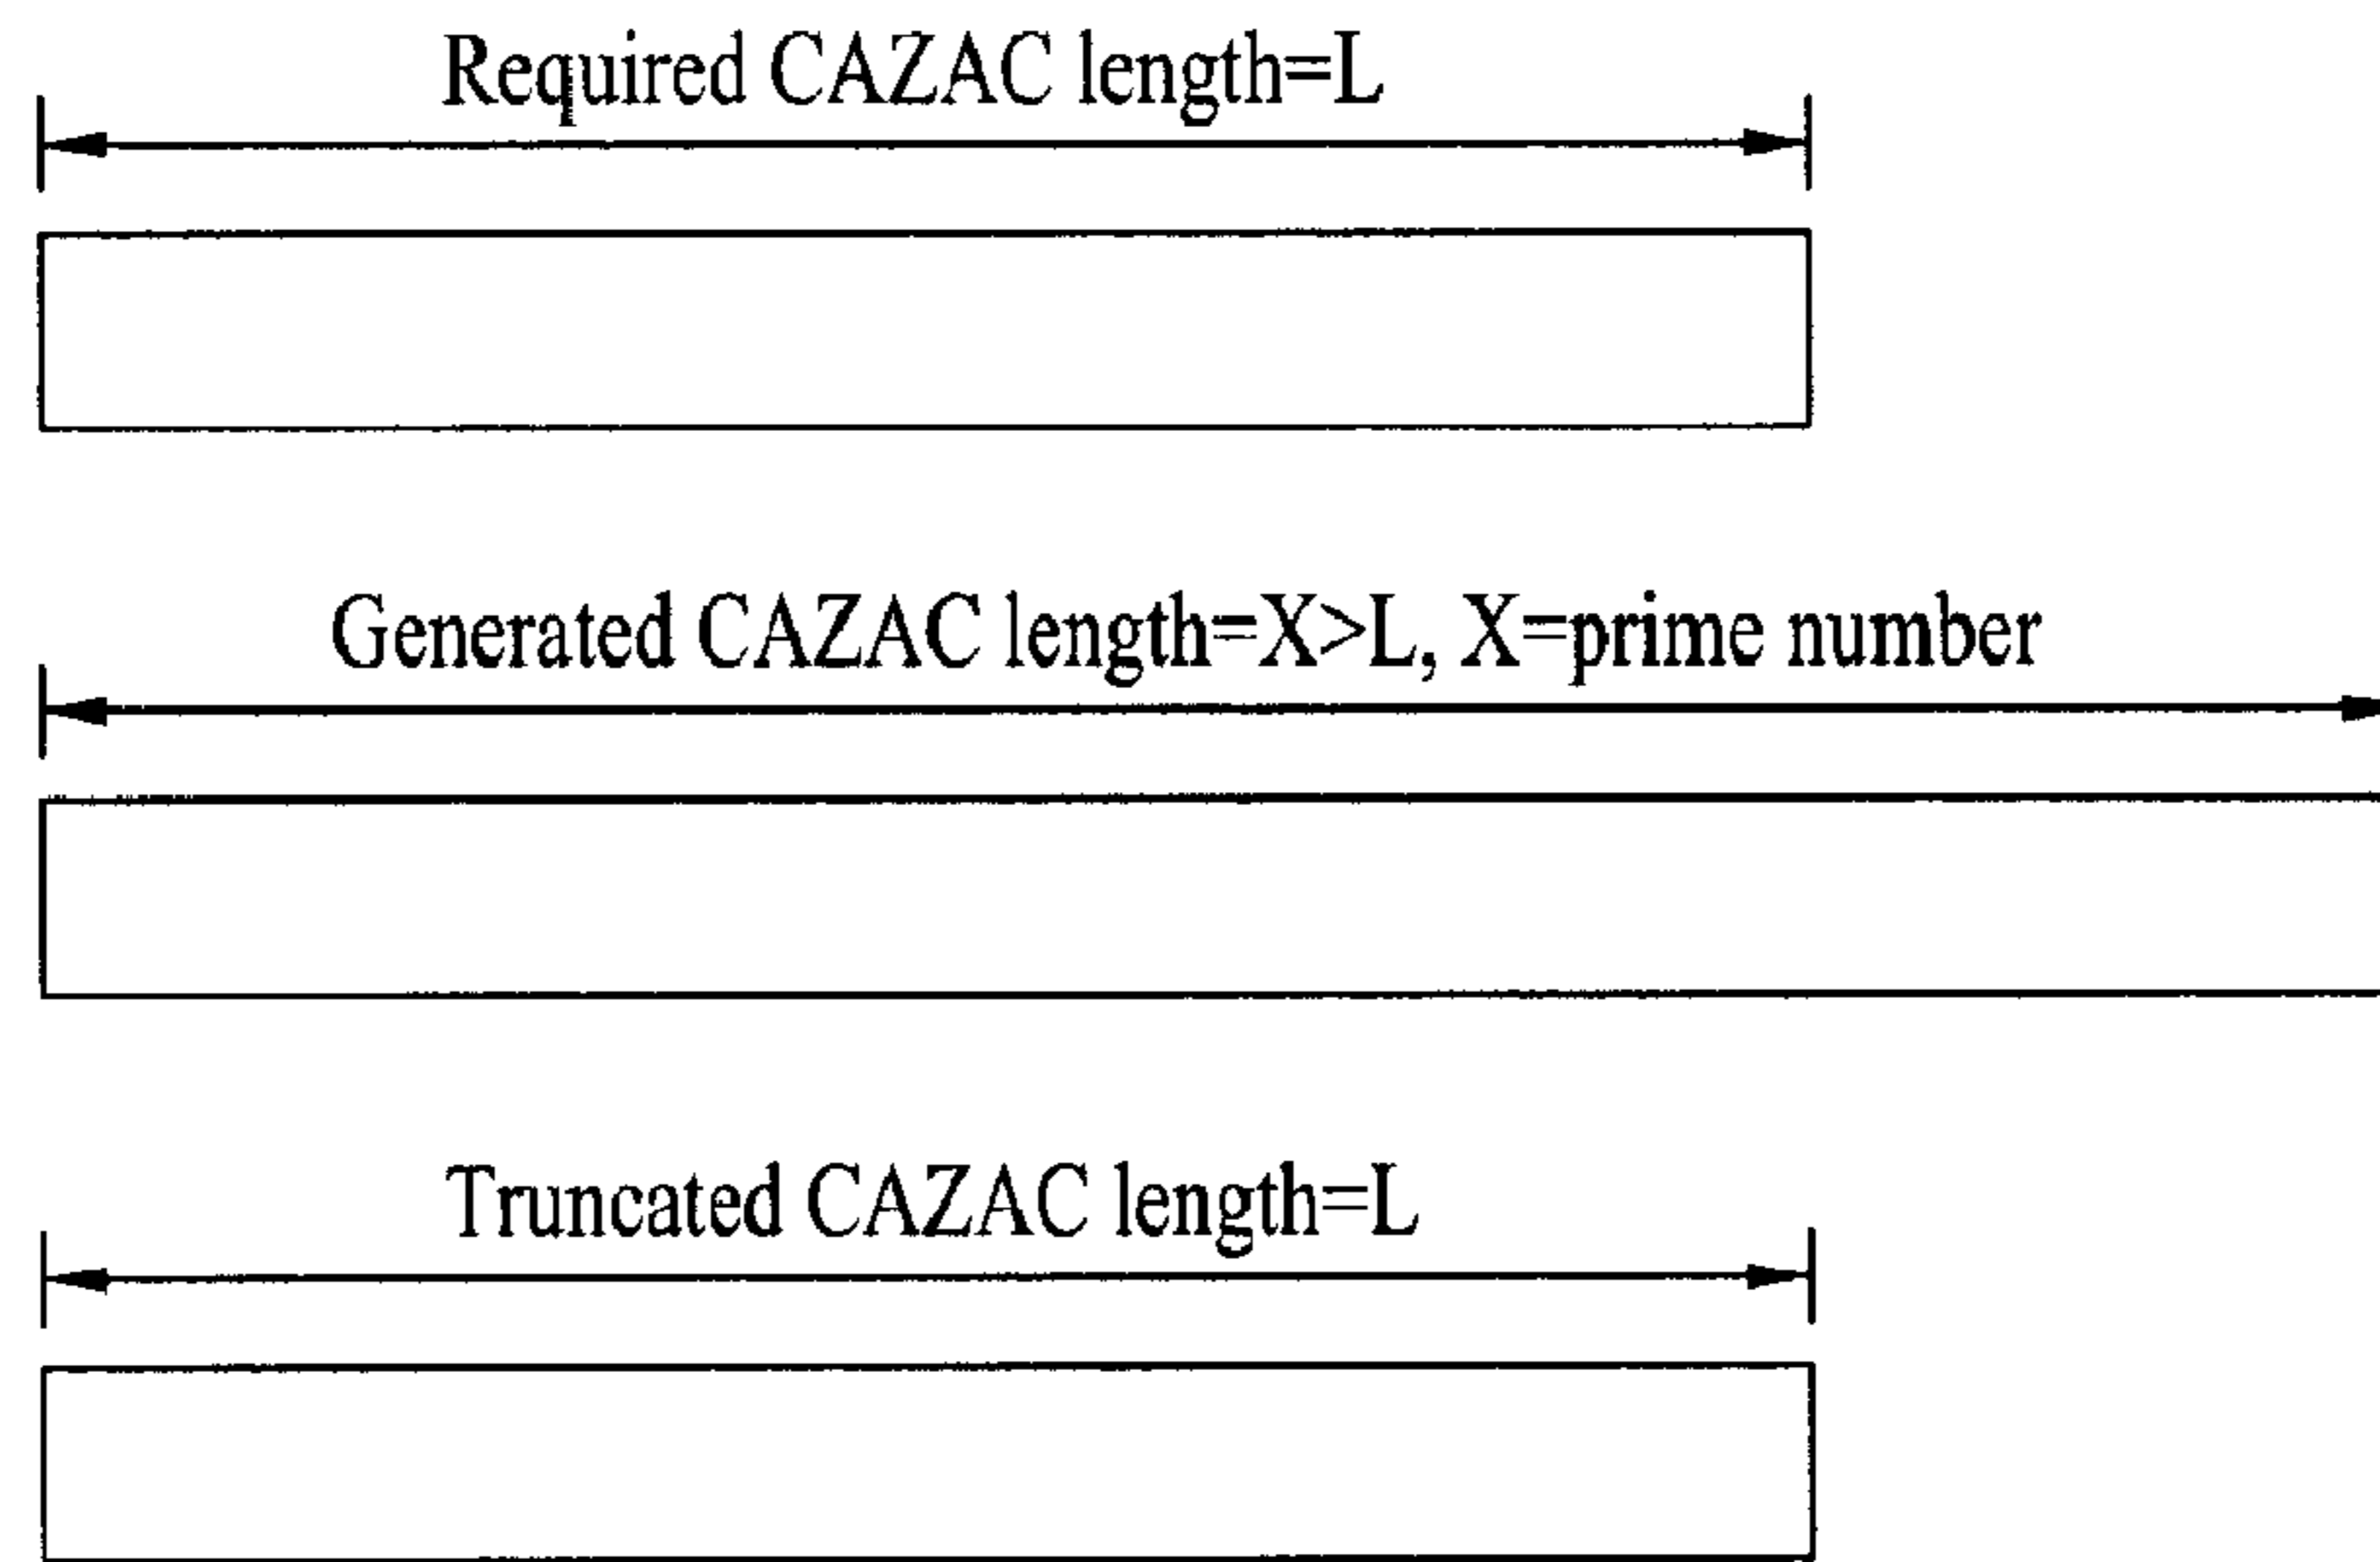 Required CAZAC length=L
Generated CAZAC length=X>L, X=prime number
Truncated CAZAC length=L